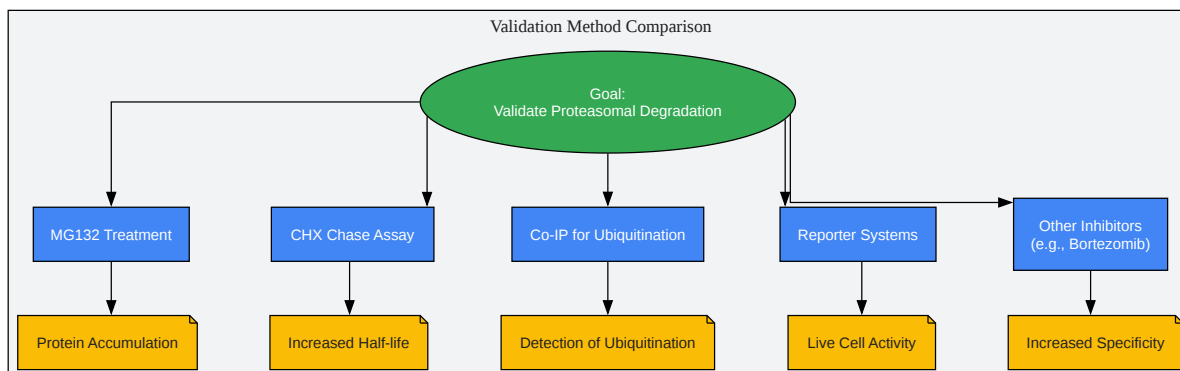 Validation Method Comparison
Goal:
Validate Proteasomal Degradation
MG132 Treatment
CHX Chase Assay
Co-IP for Ubiquitination
Reporter Systems
Other Inhibitors
(e.g., Bortezomib)
Protein Accumulation
Increased Half-life
Detection of Ubiquitination
Live Cell Activity
Increased Specificity